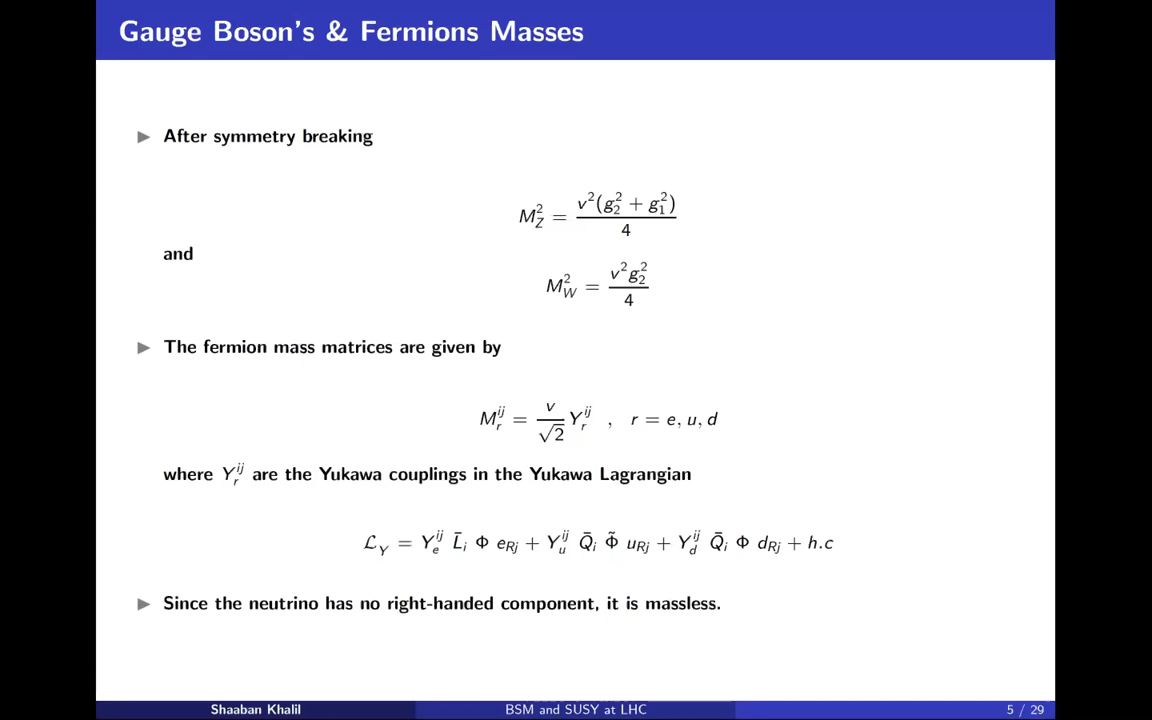 Gauge Boson's & Fermions Masses
▶ After symmetry breaking
M_Z^2 = v^2(g_2^2 + g_1^2) / 4
and
M_W^2 = v^2 g_2^2 / 4
▶ The fermion mass matrices are given by
M_r^{ij} = v/√2 Y_r^{ij} , r = e, u, d
where Y_r^{ij} are the Yukawa couplings in the Yukawa Lagrangian
ℒ_Y = Y_e^{ij} L̄_i Φ e_{Rj} + Y_u^{ij} Q̄_i Φ̃ u_{Rj} + Y_d^{ij} Q̄_i Φ d_{Rj} + h.c
▶ Since the neutrino has no right-handed component, it is massless.
Shaaban Khalil BSM and SUSY at LHC 5 / 29